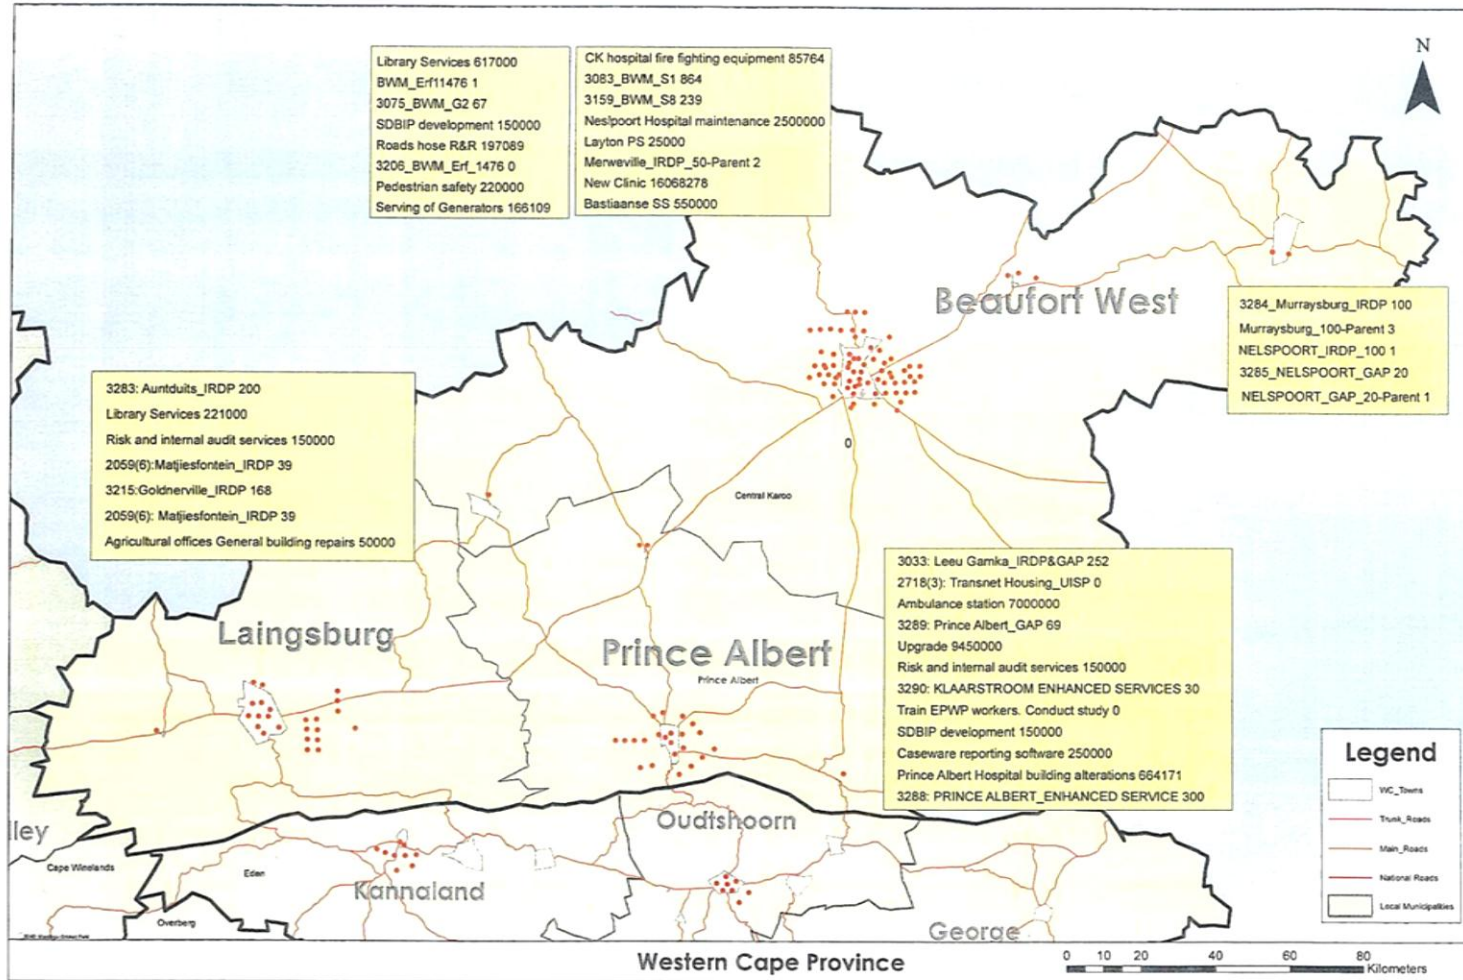 N
Library Services 617000
BWM_Erf11476 1
3075_BWM_G2 67
SDBIP development 150000
Roads hose R&R 197089
3206_BWM_Erf_1476 0
Pedestrian safety 220000
Serving of Generators 166109
CK hospital fire fighting equipment 85764
3083_BWM_S1 864
3159_BWM_S8 239
Neslpoort Hospital maintenance 2500000
Layton PS 25000
Merweville_IRDP_50-Parent 2
New Clinic 16068278
Bastiaanse SS 550000
Beaufort West
3284_Murraysburg_IRDP 100
Murraysburg_100-Parent 3
NELSPOORT_IRDP_100 1
3285_NELSPOORT_GAP 20
NELSPOORT_GAP_20-Parent 1
3283: Auntduits_IRDP 200
Library Services 221000
Risk and internal audit services 150000
2059(6):Matjiesfontein_IRDP 39
3215:Goldnerville_IRDP 168
2059(6): Matjiesfontein_IRDP 39
Agricultural offices General building repairs 50000
0
Central Karoo
3033: Leeu Gamka_IRDP&GAP 252
2718(3): Transnet Housing_UISP 0
Ambulance station 7000000
3289: Prince Albert_GAP 69
Upgrade 9450000
Risk and internal audit services 150000
3290: KLAARSTROOM ENHANCED SERVICES 30
Train EPWP workers. Conduct study 0
SDBIP development 150000
Caseware reporting software 250000
Prince Albert Hospital building alterations 664171
3288: PRINCE ALBERT_ENHANCED SERVICE 300
Laingsburg
Prince Albert
Prince Albert
Legend
WC_Towns
Trunk_Roads
Main_Roads
National Roads
Local Municipalities
lley
Cape Winelands
Eden
Overberg
Kannaland
Oudtshoorn
George
Western Cape Province
0 10 20 40 60 80
Kilometers